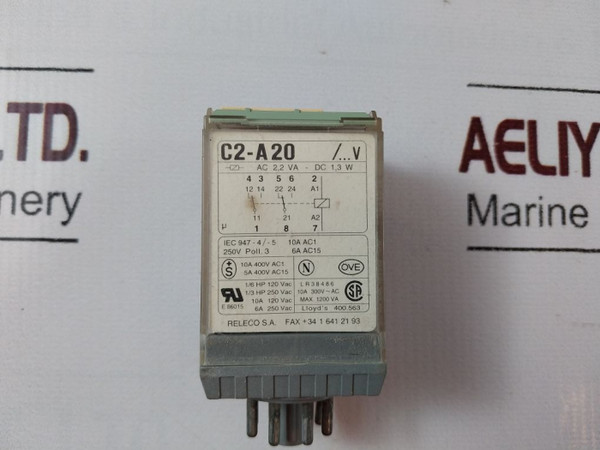 LTD.
nery
AELIY
Marine
C2-A20 /...V
AC 2,2 VA - DC 1,3 W
4 3 5 6 2
12 14 22 24 A1
11 21 A2
µ 1 8 7
IEC 947-4/-5 10A AC1
250V Poll. 3 6A AC15
+ S 10A 400V AC1 N OVE
5A 400V AC15
1/6 HP 120 Vac LR38486
1/3 HP 250 Vac 10A 300V~AC
10A 120 Vac MAX. 1200 VA
E 86015 6A 250 Vac Lloyd's 400.563
RELECO S.A. FAX +34 1 641 21 93